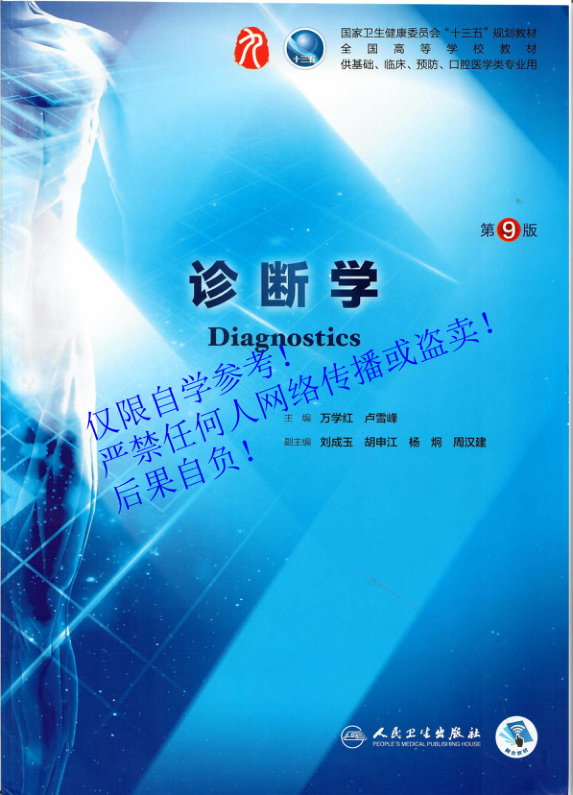 国家卫生健康委员会“十三五”规划教材
全国高等学校教材
供基础、临床、预防、口腔医学类专业用
十三五
第9版
诊断学
Diagnostics
仅限自学参考！
严禁任何人网络传播或盗卖！
后果自负！
主编 万学红 卢雪峰
副主编 刘成玉 胡申江 杨炯 周汉建
人民卫生出版社
PEOPLE'S MEDICAL PUBLISHING HOUSE
融合教材